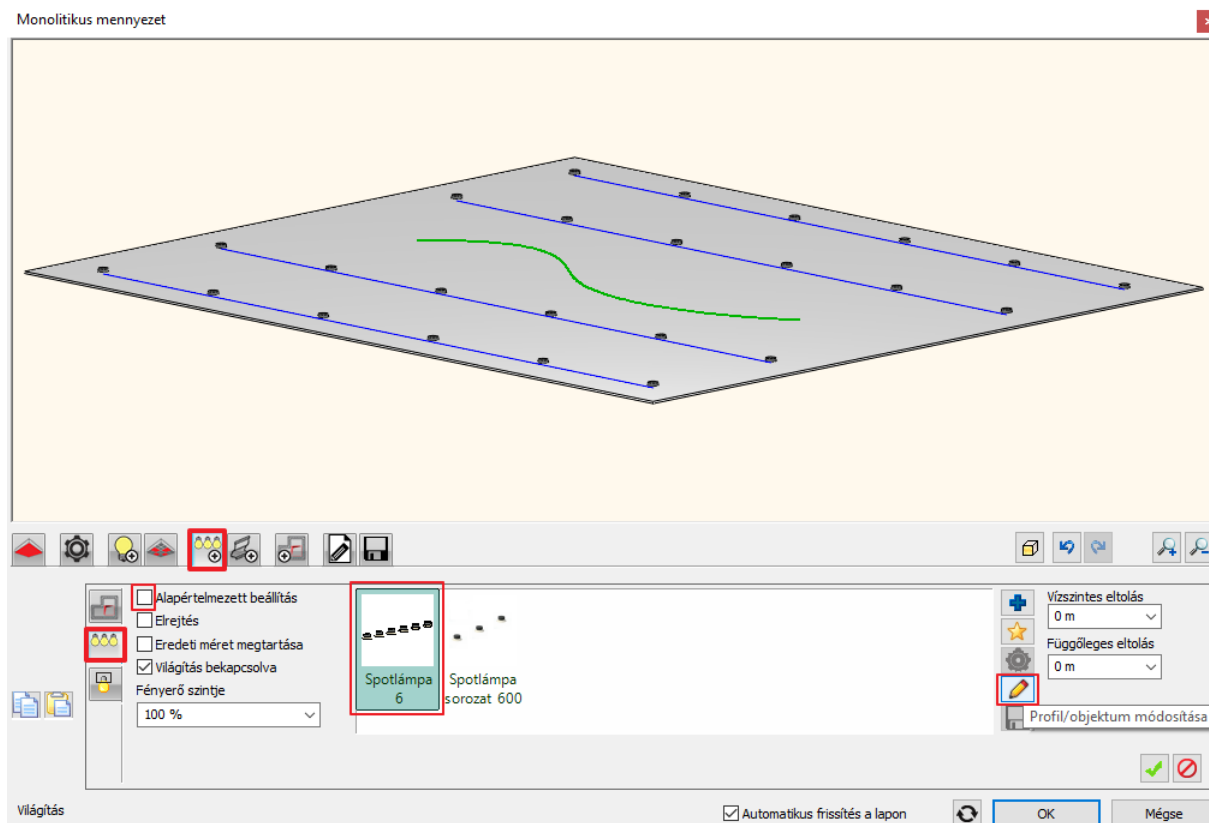 Monolitikus mennyezet
Alapértelmezett beállítás
Elrejtés
Eredeti méret megtartása
Világítás bekapcsolva
Fényerő szintje
100 %
Spotlámpa
6
Spotlámpa
sorozat 600
Vízszintes eltolás
0 m
Függőleges eltolás
0 m
Profil/objektum módosítása
Világítás
Automatikus frissítés a lapon
OK
Mégse